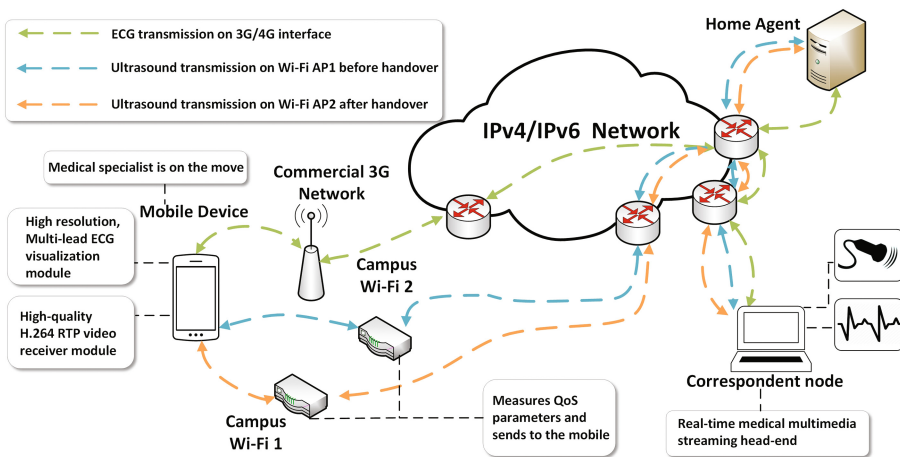 ECG transmission on 3G/4G interface
Ultrasound transmission on Wi-Fi AP1 before handover
Ultrasound transmission on Wi-Fi AP2 after handover
Home Agent
IPv4/IPv6 Network
Medical specialist is on the move
Commercial 3G
Network
Mobile Device
High resolution,
Multi-lead ECG
visualization
module
Campus
Wi-Fi 2
High-quality
H.264 RTP video
receiver module
Campus
Wi-Fi 1
Measures QoS
parameters and
sends to the mobile
Correspondent node
Real-time medical multimedia
streaming head-end